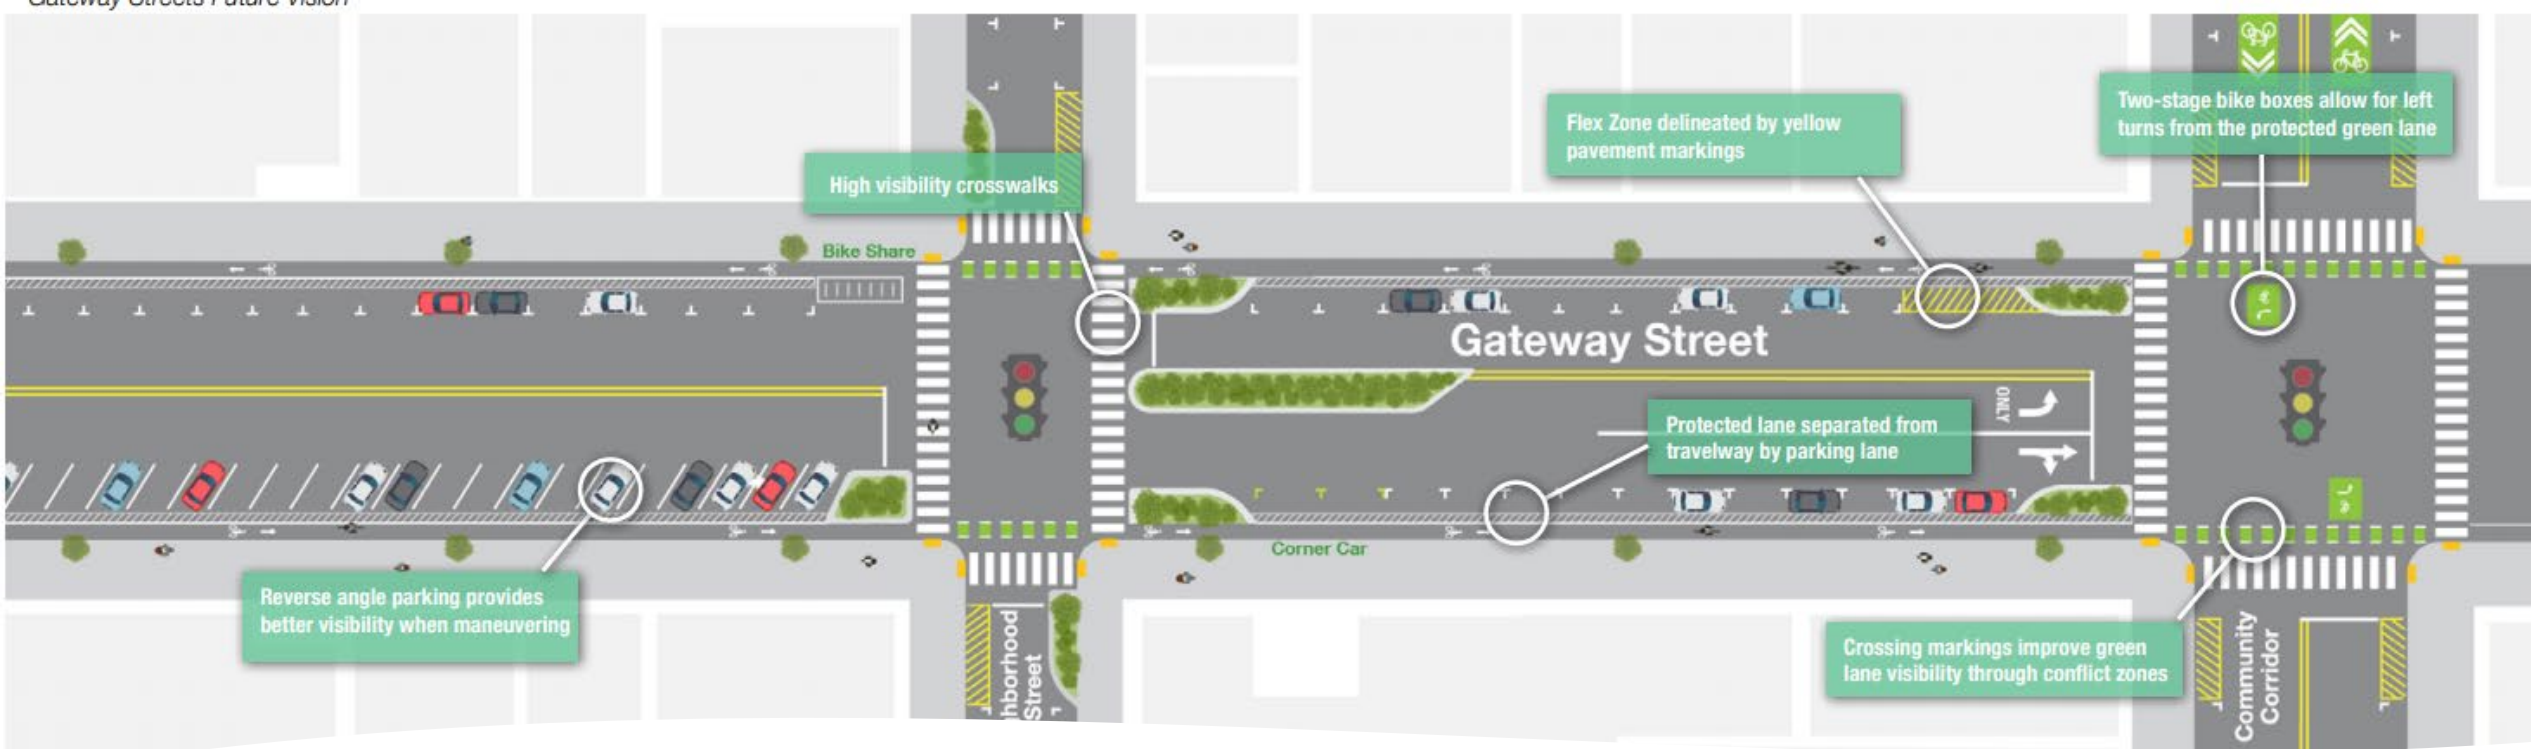 Gateway Streets Future Vision
Two-stage bike boxes allow for left
turns from the protected green lane
Flex Zone delineated by yellow
pavement markings
High visibility crosswalks
Bike Share
Gateway Street
ONLY
Protected lane separated from
travelway by parking lane
Corner Car
Reverse angle parking provides
better visibility when maneuvering
hborhood
Street
Crossing markings improve green
lane visibility through conflict zones
Community
Corridor